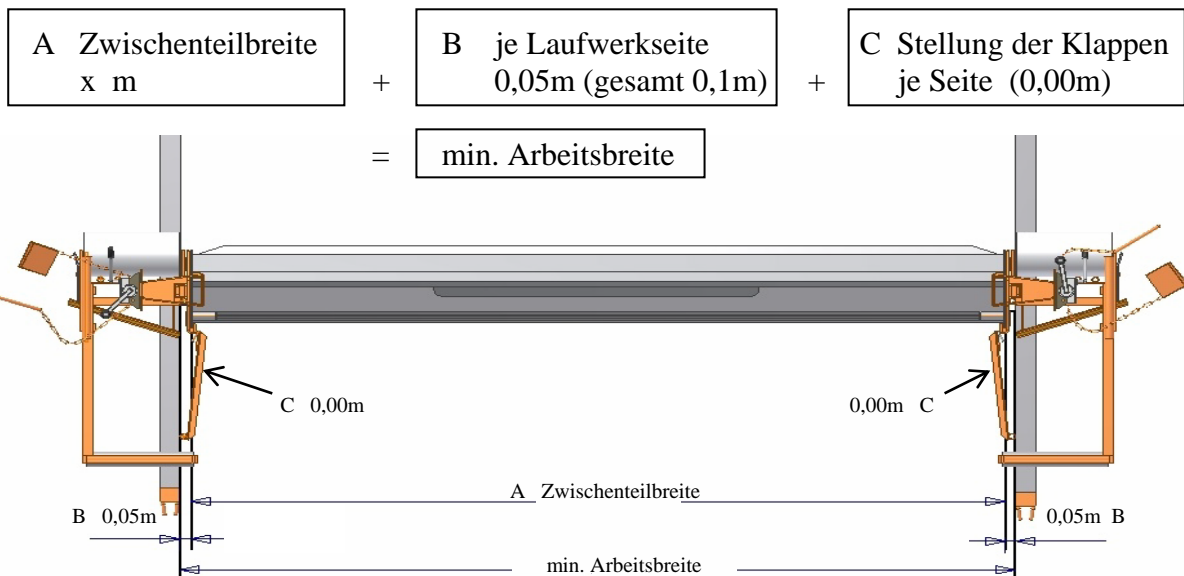 A Zwischenteilbreite
x m
+
B je Laufwerkseite
0,05m (gesamt 0,1m)
+
C Stellung der Klappen
je Seite (0,00m)
=
min. Arbeitsbreite
C 0,00m
0,00m C
A Zwischenteilbreite
B 0,05m
0,05m B
min. Arbeitsbreite